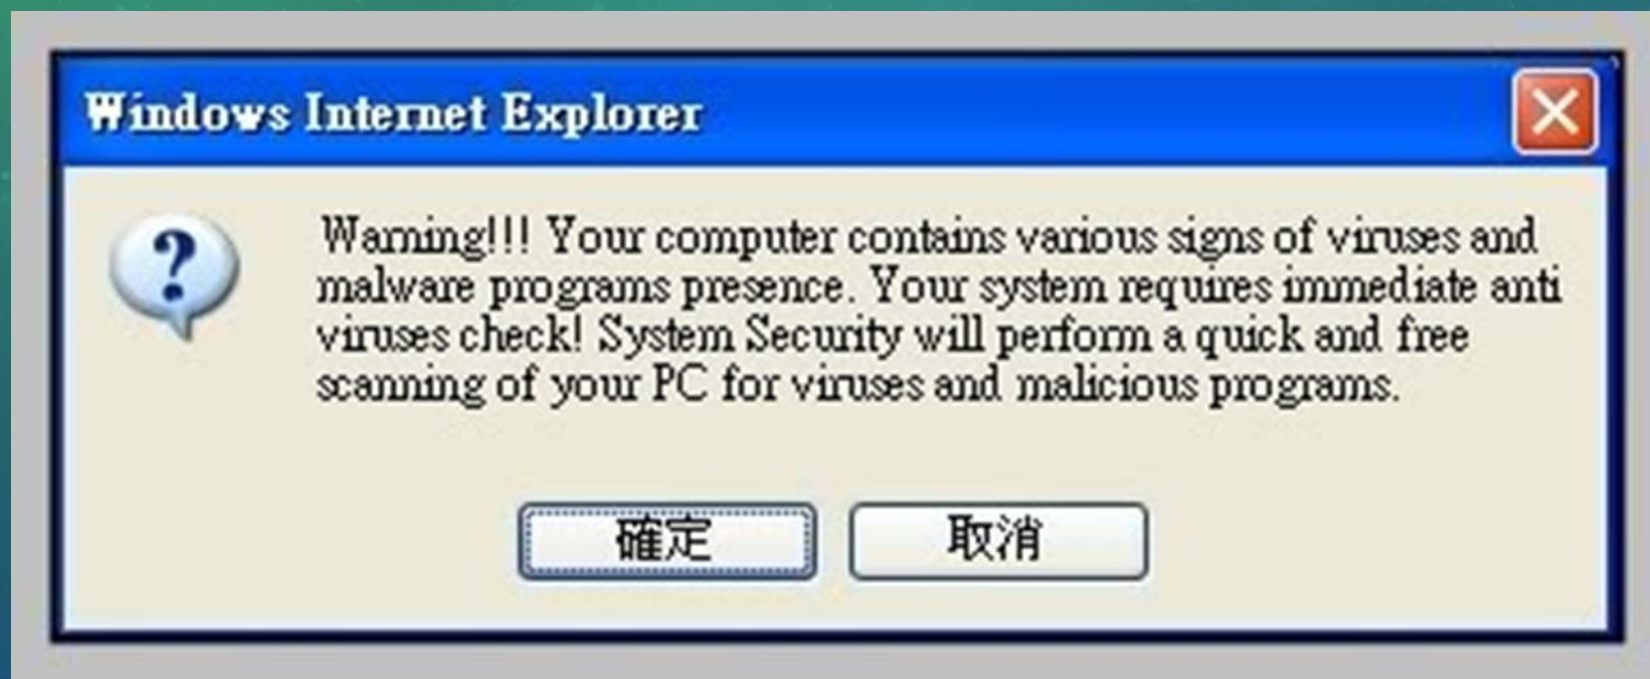 Windows Internet Explorer
Warning!!! Your computer contains various signs of viruses and
malware programs presence. Your system requires immediate anti
viruses check! System Security will perform a quick and free
scanning of your PC for viruses and malicious programs.
確定 取消